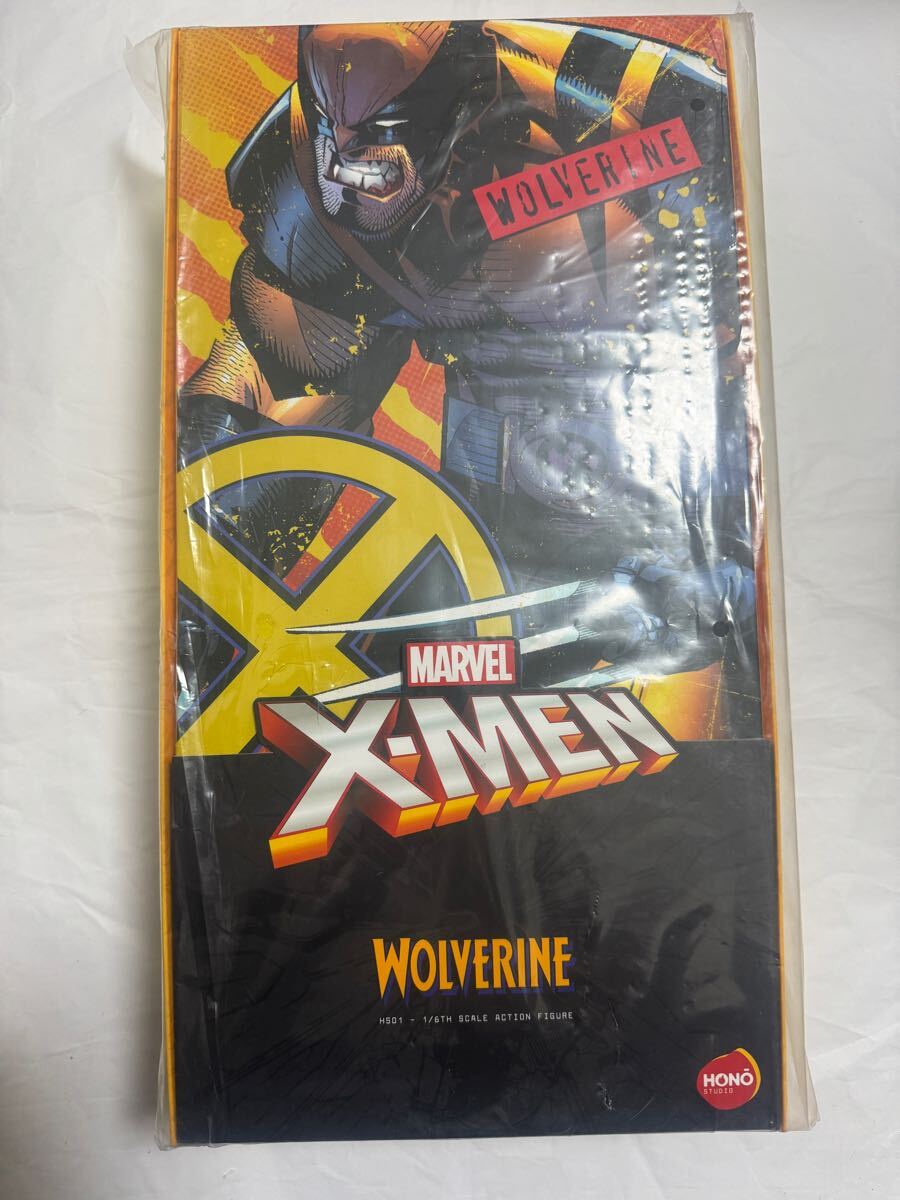 WOLVERINE
MARVEL
X-MEN
WOLVERINE
HS01 - 1/6TH SCALE ACTION FIGURE
HONŌ
STUDIO